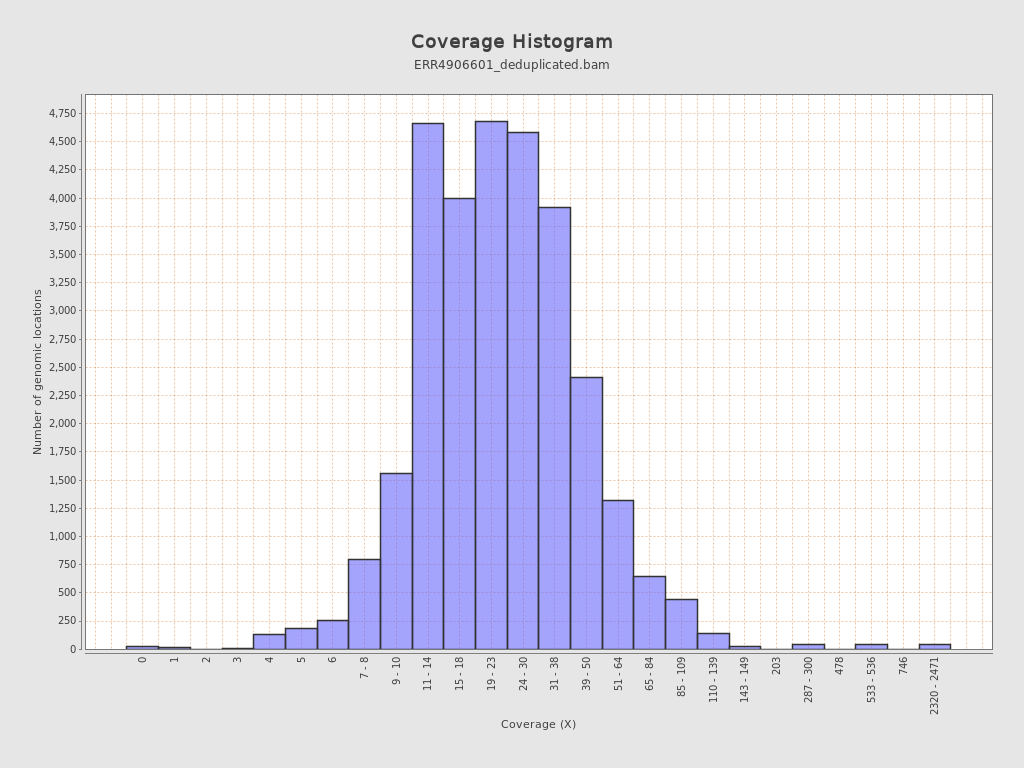 Coverage Histogram
ERR4906601_deduplicated.bam
Number of genomic locations
4,750
4,500
4,250
4,000
3,750
3,500
3,250
3,000
2,750
2,500
2,250
2,000
1,750
1,500
1,250
1,000
750
500
250
0
0
1
2
3
4
5
6
7 - 8
9 - 10
11 - 14
15 - 18
19 - 23
24 - 30
31 - 38
39 - 50
51 - 64
65 - 84
85 - 109
110 - 139
143 - 149
203
287 - 300
478
533 - 536
746
2320 - 2471
Coverage (X)